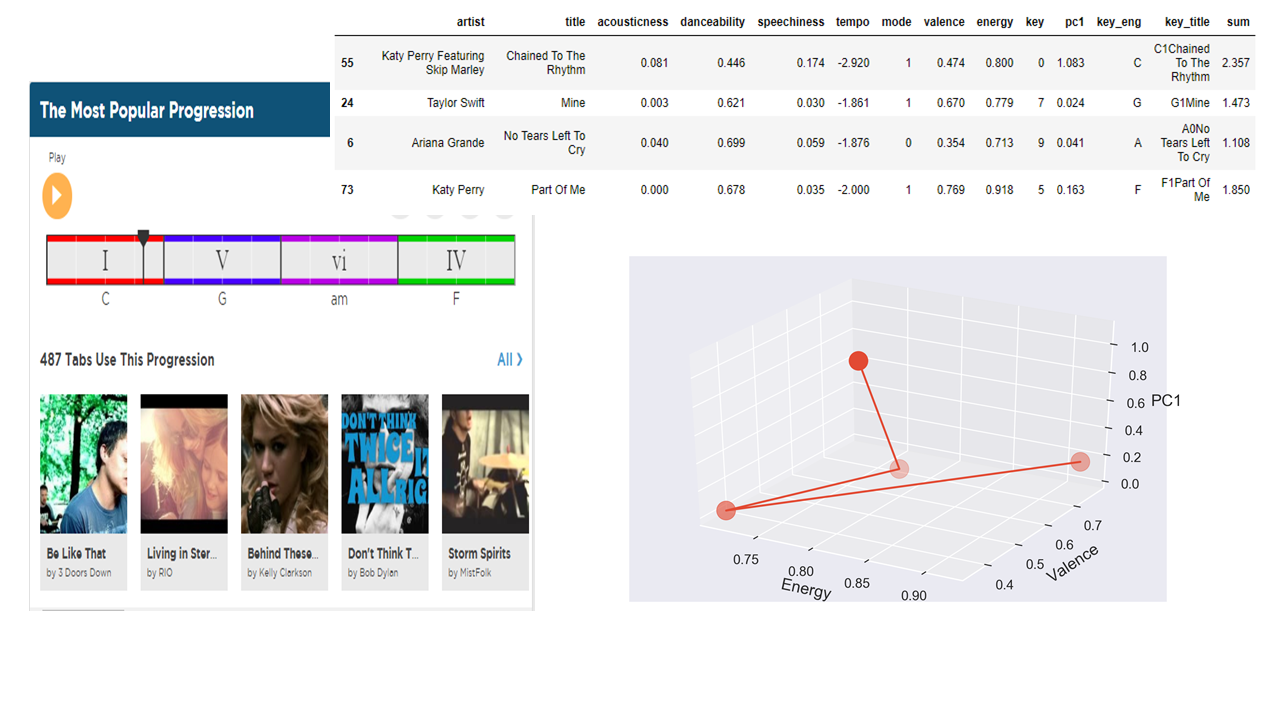 artist title acousticness danceability speechiness tempo mode valence energy key pc1 key_eng key_title sum
55 Katy Perry Featuring Skip Marley Chained To The Rhythm 0.081 0.446 0.174 -2.920 1 0.474 0.800 0 1.083 C C1Chained To The Rhythm 2.357
24 Taylor Swift Mine 0.003 0.621 0.030 -1.861 1 0.670 0.779 7 0.024 G G1Mine 1.473
6 Ariana Grande No Tears Left To Cry 0.040 0.699 0.059 -1.876 0 0.354 0.713 9 0.041 A A0No Tears Left To Cry 1.108
73 Katy Perry Part Of Me 0.000 0.678 0.035 -2.000 1 0.769 0.918 5 0.163 F F1Part Of Me 1.850
The Most Popular Progression
Play
I V vi IV
C G am F
487 Tabs Use This Progression
All ❯
DON'T THINK
TWICE
IT
ALL RIG
Be Like That
by 3 Doors Down
Living in Ster...
by RIO
Behind These...
by Kelly Clarkson
Don't Think T...
by Bob Dylan
Storm Spirits
by MistFolk
1.0
0.8
0.6
0.4
0.2
0.0
PC1
0.7
0.6
0.5
0.4
Valence
0.75
0.80
0.85
0.90
Energy